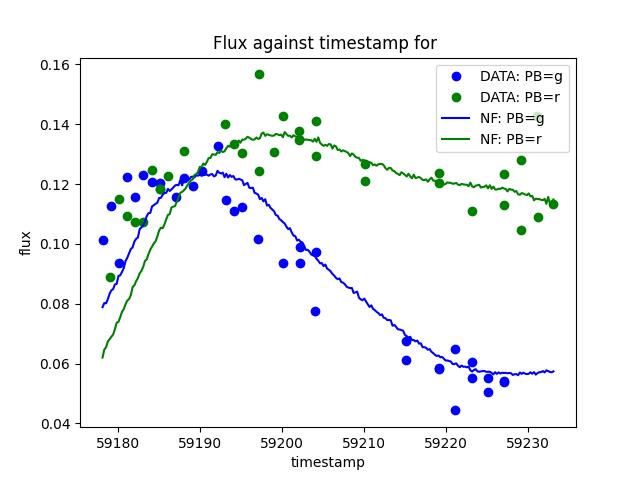 Flux against timestamp for
DATA: PB=g
DATA: PB=r
NF: PB=g
NF: PB=r
0.16
0.14
0.12
0.10
0.08
0.06
0.04
flux
59180 59190 59200 59210 59220 59230
timestamp